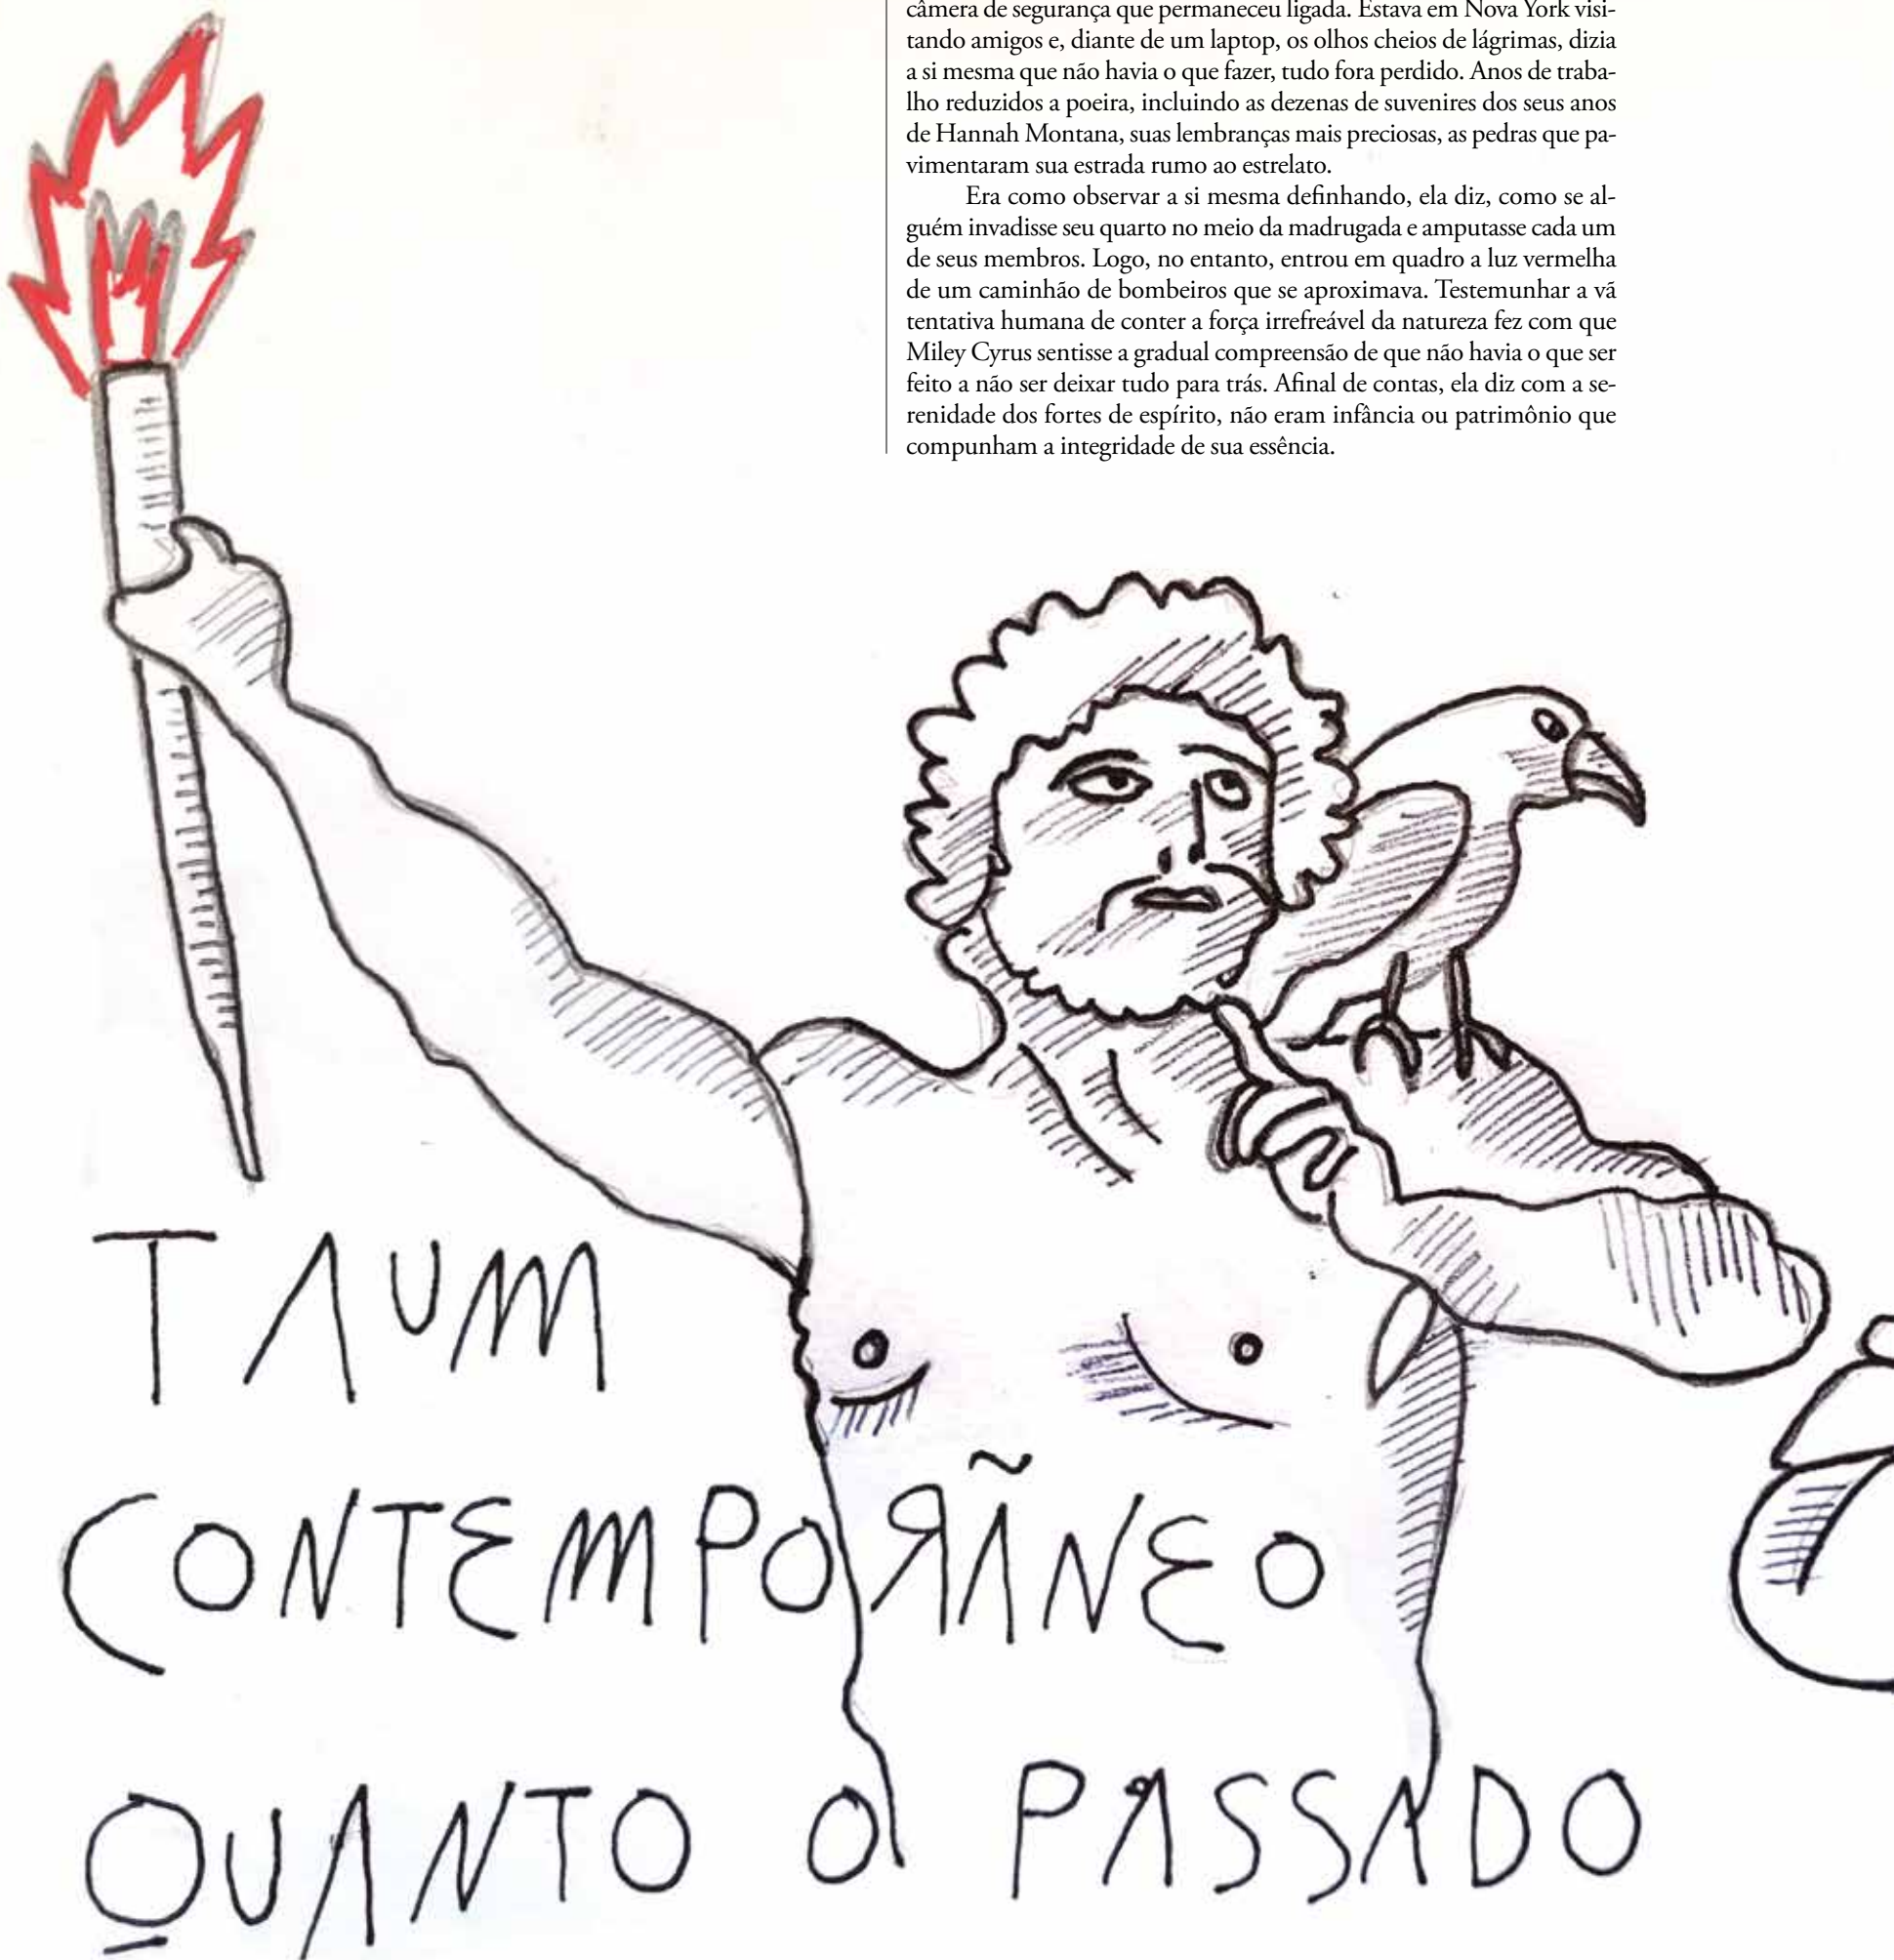 câmera de segurança que permaneceu ligada. Estava em Nova York visi-
tando amigos e, diante de um laptop, os olhos cheios de lágrimas, dizia
a si mesma que não havia o que fazer, tudo fora perdido. Anos de traba-
lho reduzidos a poeira, incluindo as dezenas de suvenires dos seus anos
de Hannah Montana, suas lembranças mais preciosas, as pedras que pa-
vimentaram sua estrada rumo ao estrelato.
Era como observar a si mesma definhando, ela diz, como se al-
guém invadisse seu quarto no meio da madrugada e amputasse cada um
de seus membros. Logo, no entanto, entrou em quadro a luz vermelha
de um caminhão de bombeiros que se aproximava. Testemunhar a vã
tentativa humana de conter a força irrefreável da natureza fez com que
Miley Cyrus sentisse a gradual compreensão de que não havia o que ser
feito a não ser deixar tudo para trás. Afinal de contas, ela diz com a se-
renidade dos fortes de espírito, não eram infância ou patrimônio que
compunham a integridade de sua essência.
TAUM
CONTEMPORÃNEO
QUANTO O PASSADO